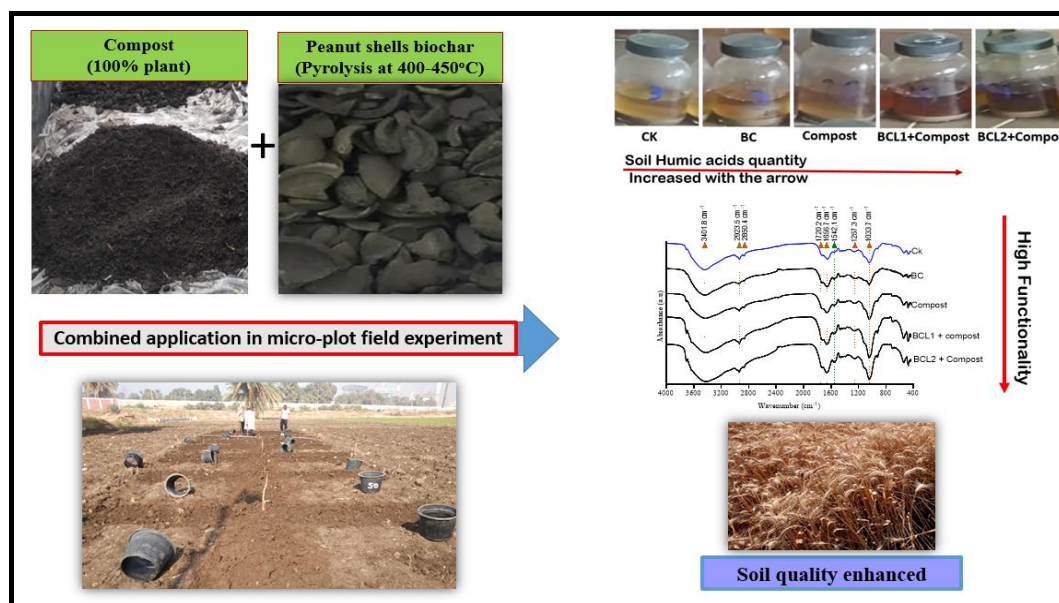 Compost
(100% plant)
+
Peanut shells biochar
(Pyrolysis at 400-450°C)
Combined application in micro-plot field experiment
50
CK
BC
Compost
BCL1+Compost
BCL2+Compo
Soil Humic acids quantity
Increased with the arrow
3401.8 cm⁻¹
2923.5 cm⁻¹
1720.2 cm⁻¹
1542.1 cm⁻¹
1033.7 cm⁻¹
Ck
BC
Compost
BCL1 + compost
BCL2 + Compost
Absorbance (a.u)
4000 3600 3200 2800 2400 2000 1600 1200 800 400
Wavenumber (cm⁻¹)
High Functionality
Soil quality enhanced